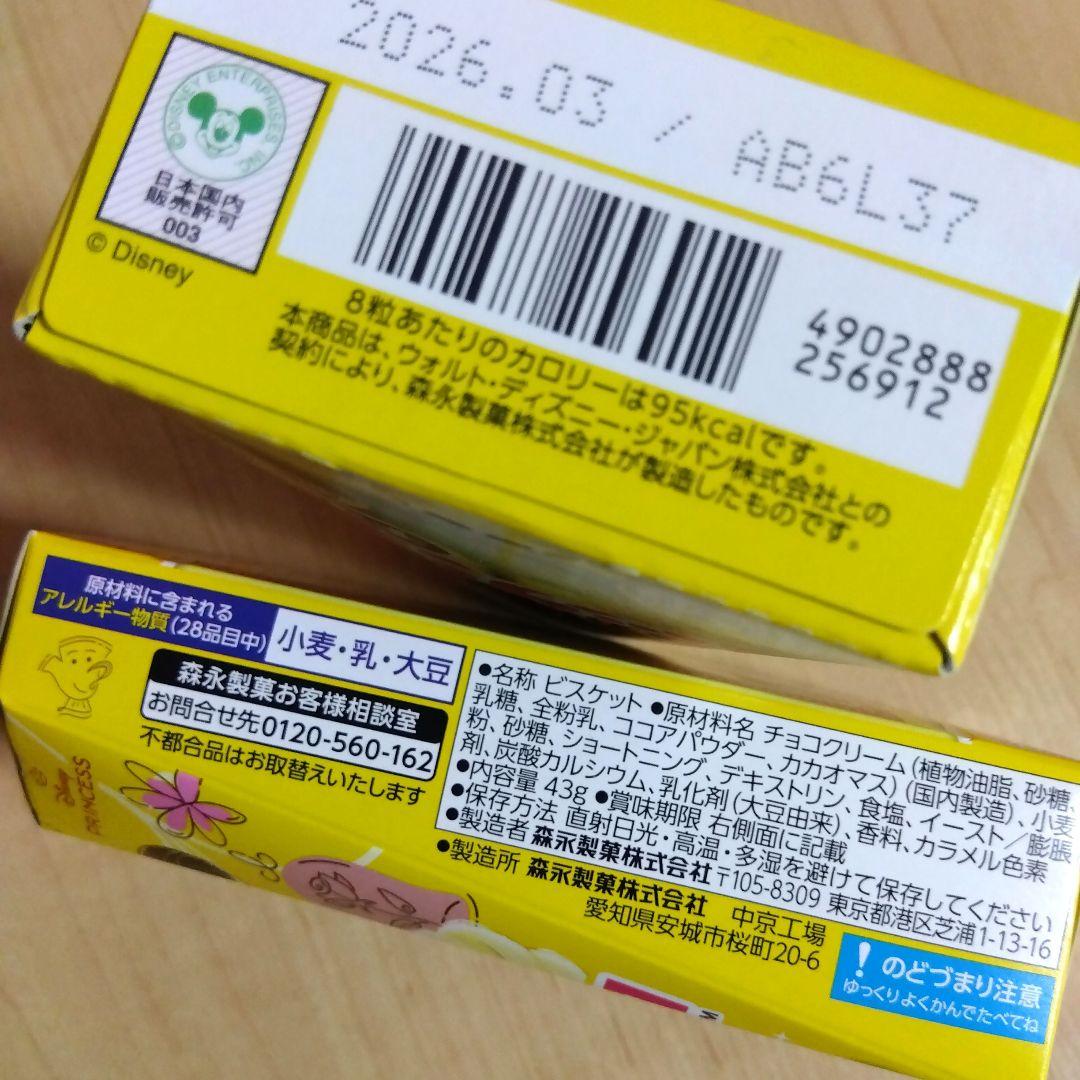 2026.03 / AB6L37
©DISNEY ENTERPRISES INC
日本国内
販売許可
003
© Disney
4902888
256912
8粒あたりのカロリーは95kcalです。
本商品は、ウォルト・ディズニー・ジャパン株式会社との
契約により、森永製菓株式会社が製造したものです。
原材料に含まれる
アレルギー物質(28品目中)
小麦・乳・大豆
森永製菓お客様相談室
お問合せ先0120-560-162
不都合品はお取替えいたします
Disney
PRINCESS
●名称 ビスケット ●原材料名 チョコクリーム(植物油脂、砂糖、
乳糖、全粉乳、ココアパウダー、カカオマス)(国内製造)、小麦
粉、砂糖、ショートニング、デキストリン、食塩、イースト／膨脹
剤、炭酸カルシウム、乳化剤(大豆由来)、香料、カラメル色素
●内容量 43g ●賞味期限 右側面に記載
●保存方法 直射日光・高温・多湿を避けて保存してください
●製造者 森永製菓株式会社 〒105-8309 東京都港区芝浦1-13-16
●製造所 森永製菓株式会社 中京工場
愛知県安城市桜町20-6
! のどづまり注意
ゆっくりよくかんでたべてね